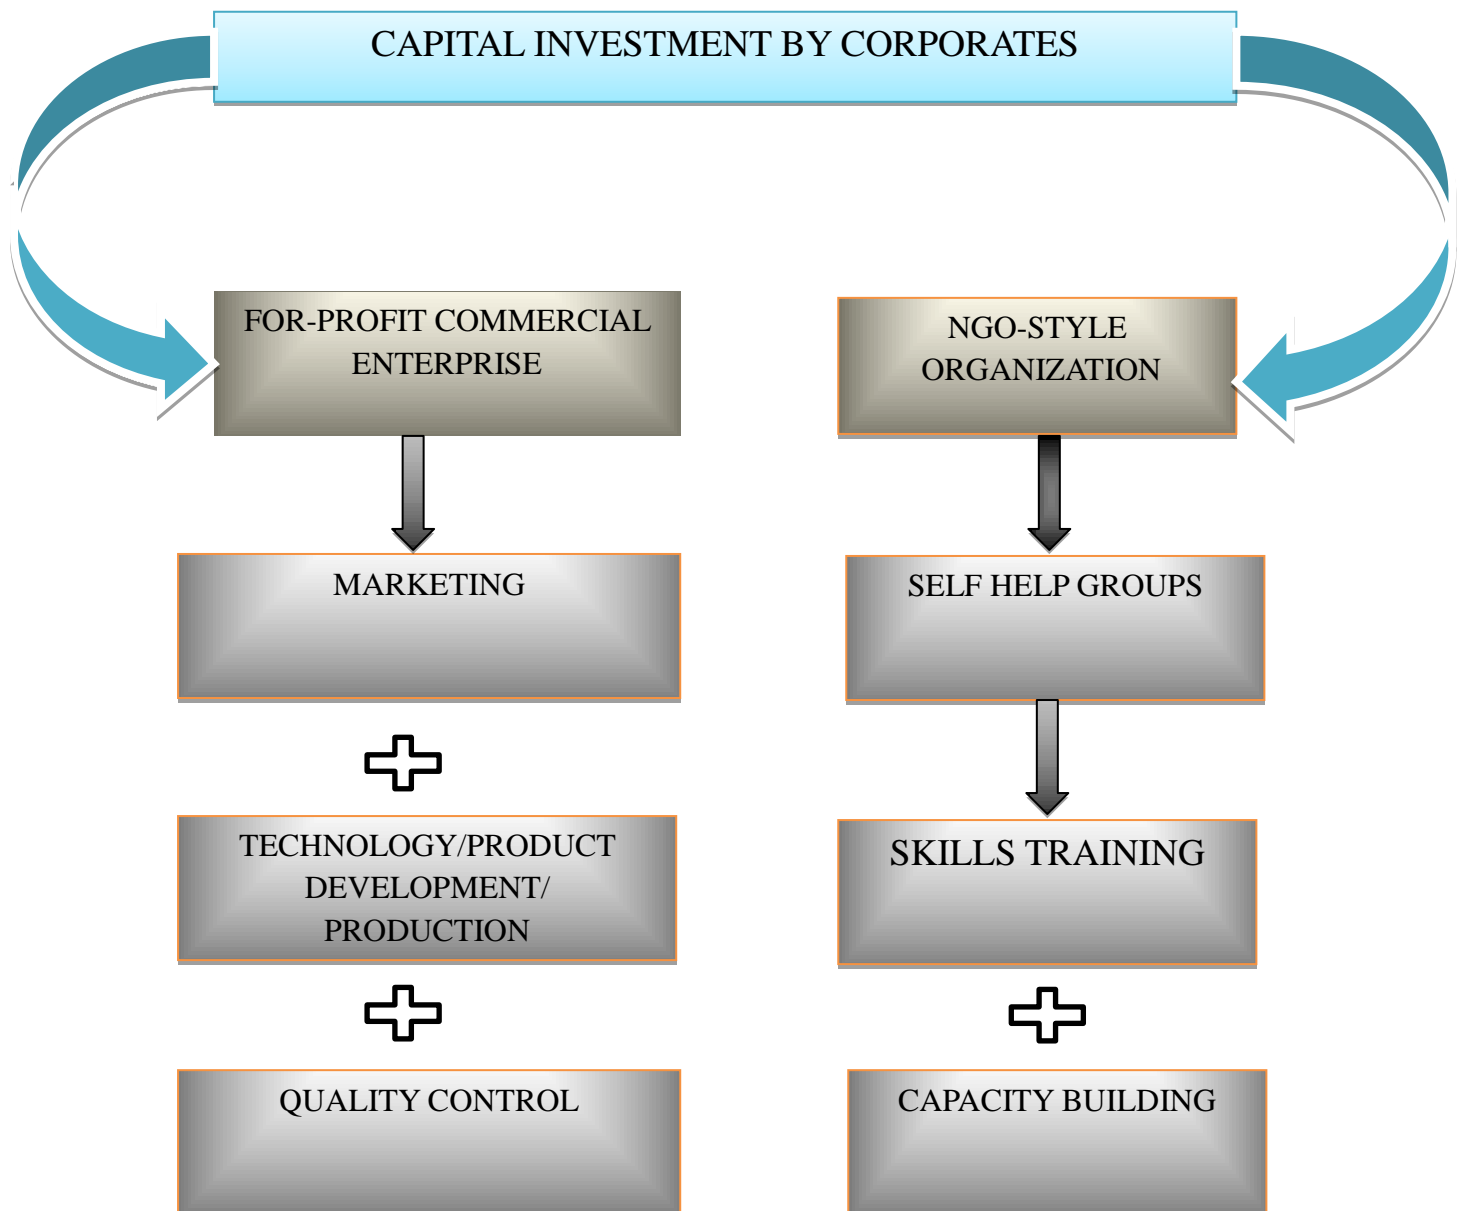 CAPITAL INVESTMENT BY CORPORATES
FOR-PROFIT COMMERCIAL
ENTERPRISE
NGO-STYLE
ORGANIZATION
MARKETING
SELF HELP GROUPS
TECHNOLOGY/PRODUCT
DEVELOPMENT/
PRODUCTION
SKILLS TRAINING
QUALITY CONTROL
CAPACITY BUILDING